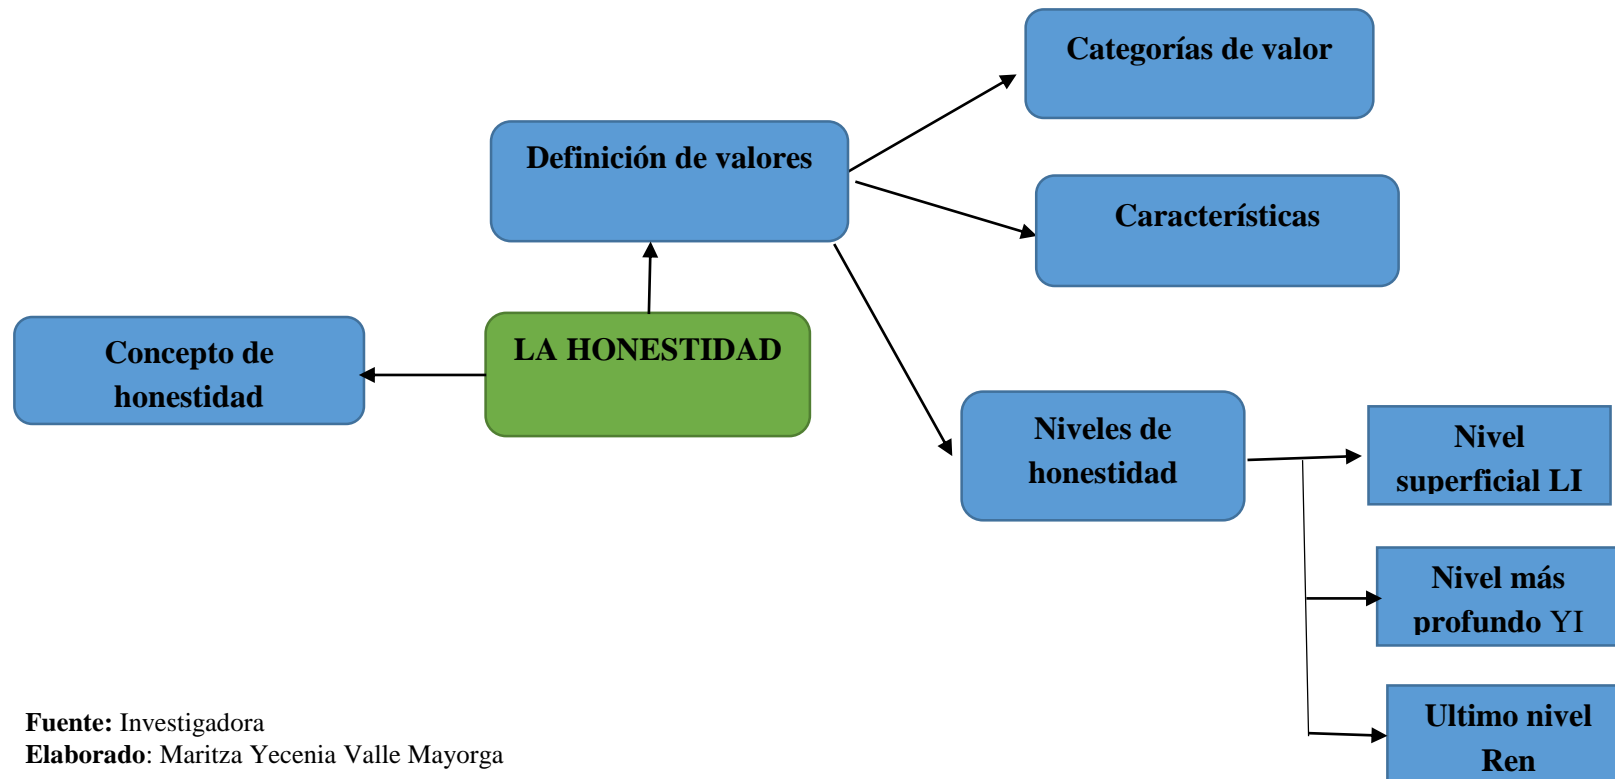 Categorías de valor
Definición de valores
Características
LA HONESTIDAD
Concepto de
honestidad
Niveles de
honestidad
Nivel
superficial LI
Nivel más
profundo YI
Ultimo nivel
Ren
Fuente: Investigadora
Elaborado: Maritza Yecenia Valle Mayorga